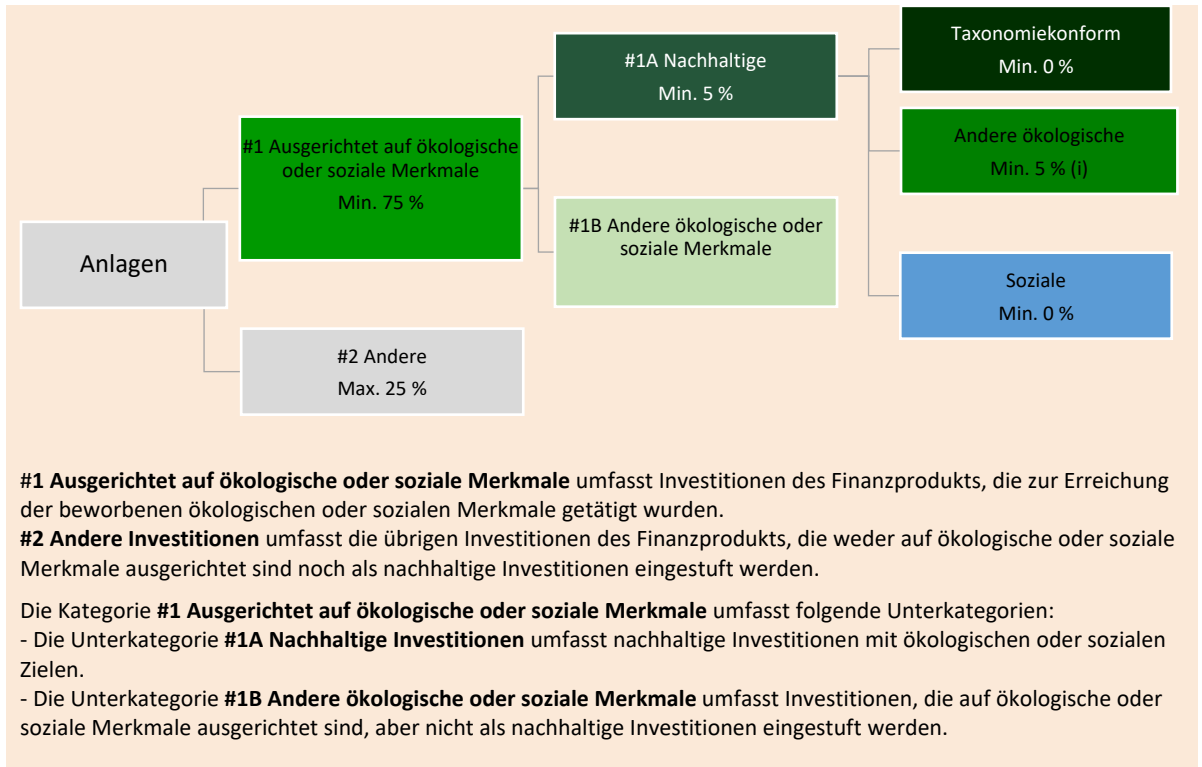 Anlagen
#1 Ausgerichtet auf ökologische
oder soziale Merkmale
Min. 75 %
#2 Andere
Max. 25 %
#1A Nachhaltige
Min. 5 %
#1B Andere ökologische oder
soziale Merkmale
Taxonomiekonform
Min. 0 %
Andere ökologische
Min. 5 % (i)
Soziale
Min. 0 %
#1 Ausgerichtet auf ökologische oder soziale Merkmale umfasst Investitionen des Finanzprodukts, die zur Erreichung
der beworbenen ökologischen oder sozialen Merkmale getätigt wurden.
#2 Andere Investitionen umfasst die übrigen Investitionen des Finanzprodukts, die weder auf ökologische oder soziale
Merkmale ausgerichtet sind noch als nachhaltige Investitionen eingestuft werden.
Die Kategorie #1 Ausgerichtet auf ökologische oder soziale Merkmale umfasst folgende Unterkategorien:
- Die Unterkategorie #1A Nachhaltige Investitionen umfasst nachhaltige Investitionen mit ökologischen oder sozialen
Zielen.
- Die Unterkategorie #1B Andere ökologische oder soziale Merkmale umfasst Investitionen, die auf ökologische oder
soziale Merkmale ausgerichtet sind, aber nicht als nachhaltige Investitionen eingestuft werden.